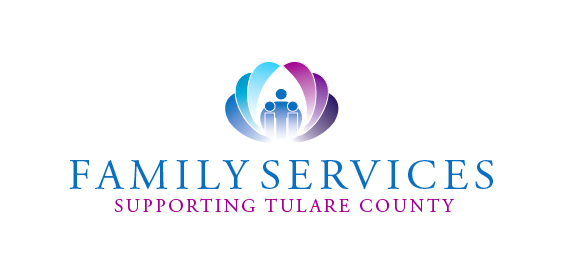 FAMILY SERVICES
SUPPORTING TULARE COUNTY